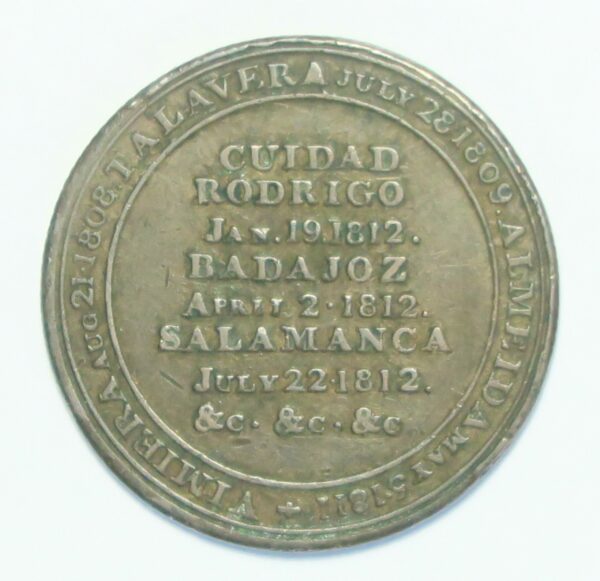 VIMIERA AUG 21·1808. TALAVERA JULY 28 1809. ALMEIDA MAY 5·1811 +
CUIDAD
RODRIGO
JAN. 19. 1812.
BADAJOZ
APRIL 2·1812.
SALAMANCA
JULY 22·1812.
&C· &C· &C